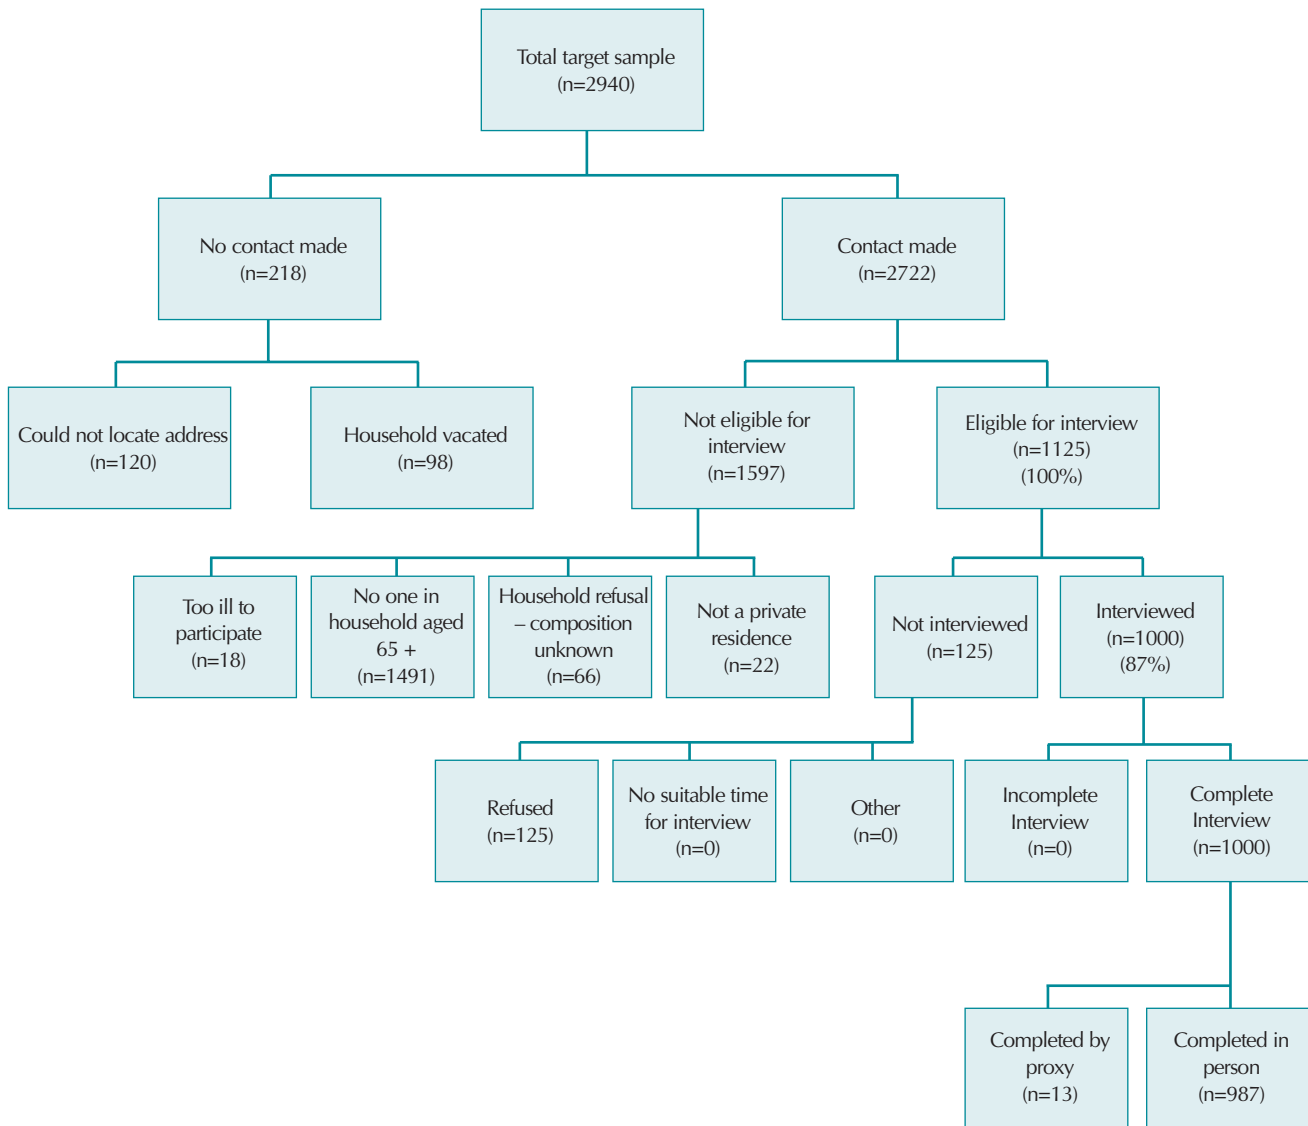 Total target sample
(n=2940)
No contact made
(n=218)
Contact made
(n=2722)
Could not locate address
(n=120)
Household vacated
(n=98)
Not eligible for
interview
(n=1597)
Eligible for interview
(n=1125)
(100%)
Too ill to
participate
(n=18)
No one in
household aged
65 +
(n=1491)
Household refusal
– composition
unknown
(n=66)
Not a private
residence
(n=22)
Not interviewed
(n=125)
Interviewed
(n=1000)
(87%)
Refused
(n=125)
No suitable time
for interview
(n=0)
Other
(n=0)
Incomplete
Interview
(n=0)
Complete
Interview
(n=1000)
Completed by
proxy
(n=13)
Completed in
person
(n=987)